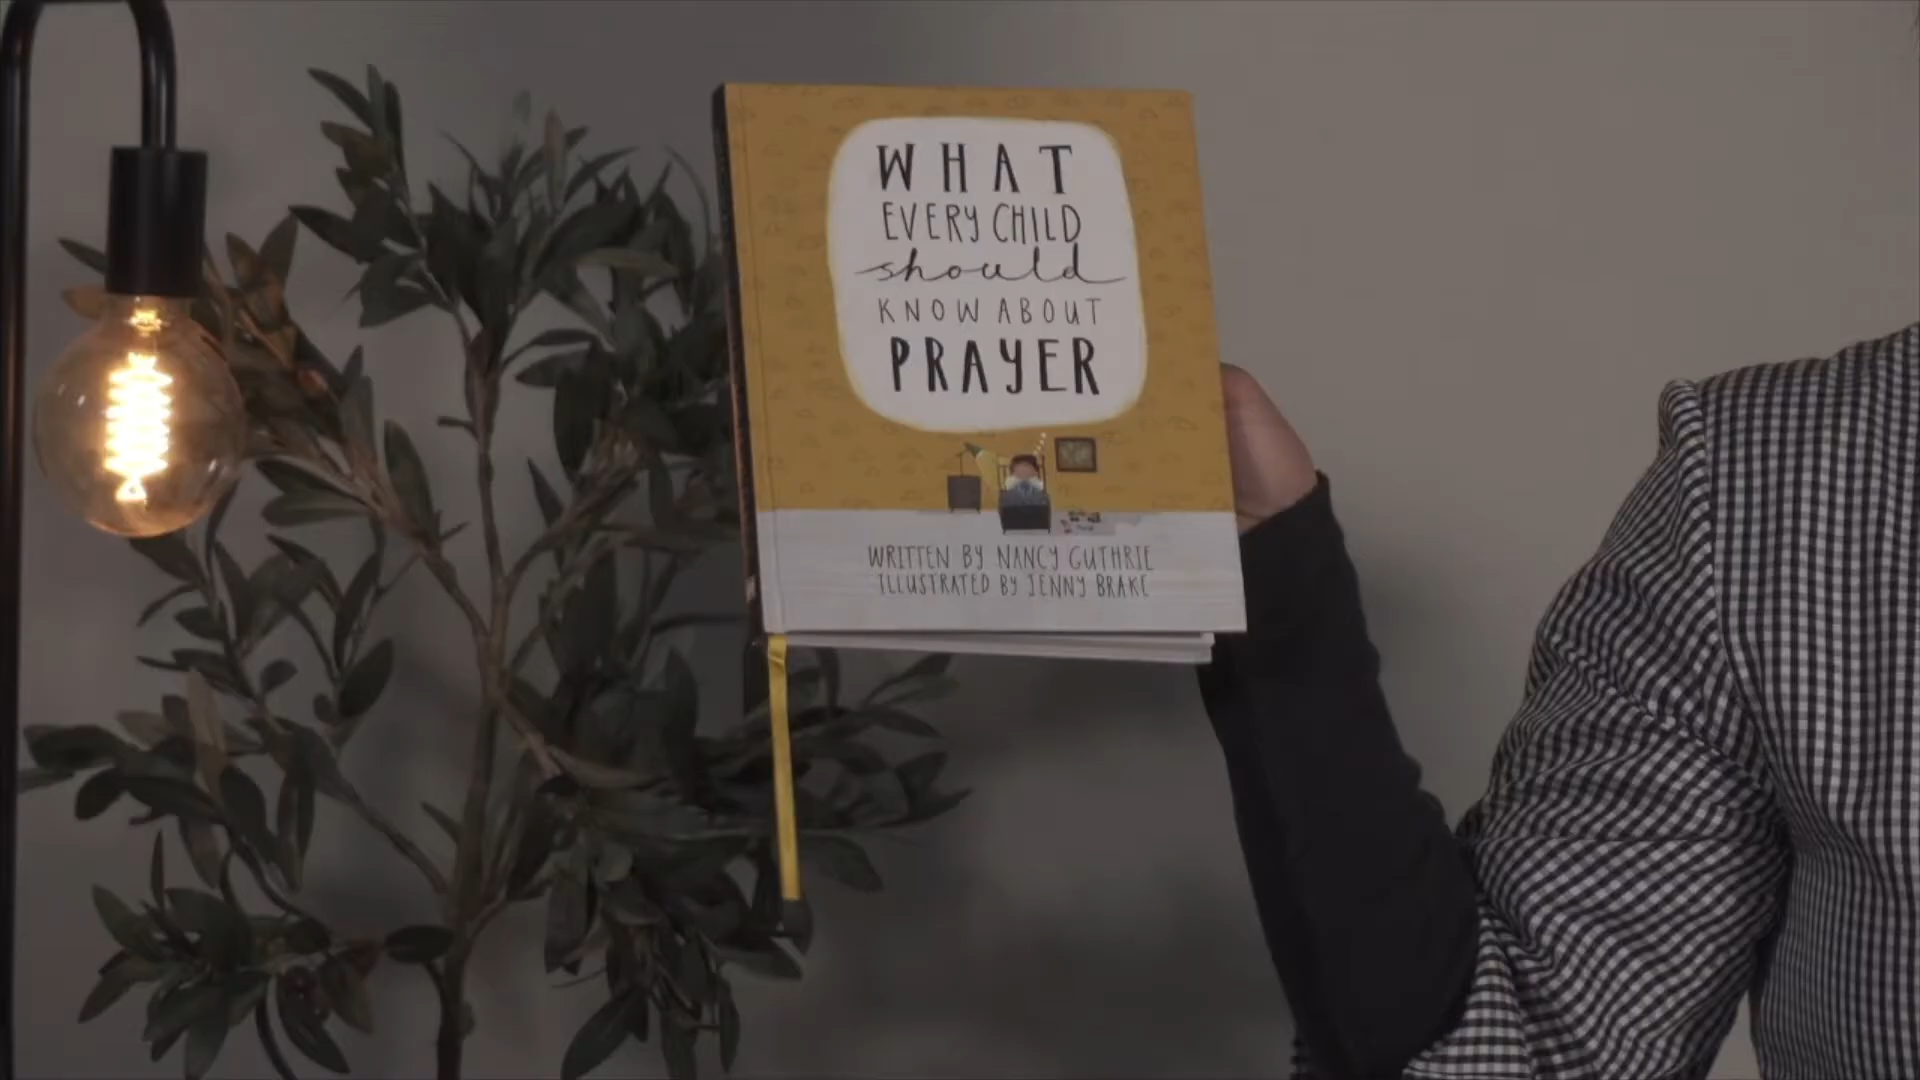 WHAT
EVERY CHILD
should
KNOW ABOUT
PRAYER
WRITTEN BY NANCY GUTHRIE
ILLUSTRATED BY JENNY BRAKE